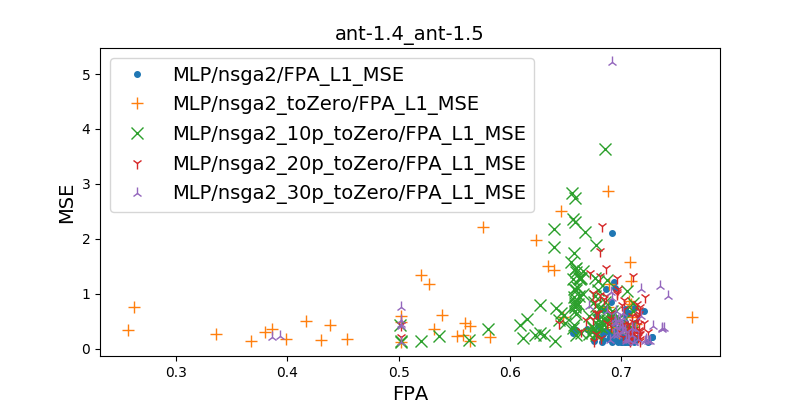 ant-1.4_ant-1.5
MLP/nsga2/FPA_L1_MSE
MLP/nsga2_toZero/FPA_L1_MSE
MLP/nsga2_10p_toZero/FPA_L1_MSE
MLP/nsga2_20p_toZero/FPA_L1_MSE
MLP/nsga2_30p_toZero/FPA_L1_MSE
MSE
5
4
3
2
1
0
0.3 0.4 0.5 0.6 0.7
FPA